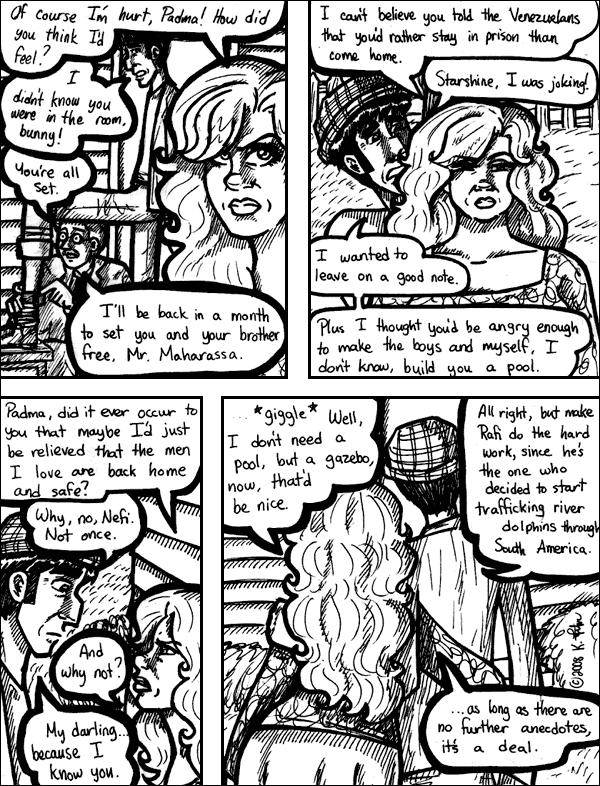 Of course I'm hurt, Padma! How did
you think I'd
feel?
I
didn't know you
were in the room,
bunny!
You're all
set.
I'll be back in a month
to set you and your brother
free, Mr. Maharassa.
I can't believe you told the Venezuelans
that you'd rather stay in prison than
come home.
Starshine, I was joking!
I wanted to
leave on a good note.
Plus I thought you'd be angry enough
to make the boys and myself, I
don't know, build you a pool.
Padma, did it ever occur to
you that maybe I'd just
be relieved that the men
I love are back home
and safe?
Why, no, Nefi.
Not once.
And
why not?
My darling...
because I
know you.
...*giggle* Well,
I don't need a
pool, but a gazebo,
now, that'd
be nice.
All right, but make
Rafi do the hard
work, since he's
the one who
decided to start
trafficking river
dolphins through
South America.
...as long as there are
no further anecdotes,
it's a deal.
©2008 K.